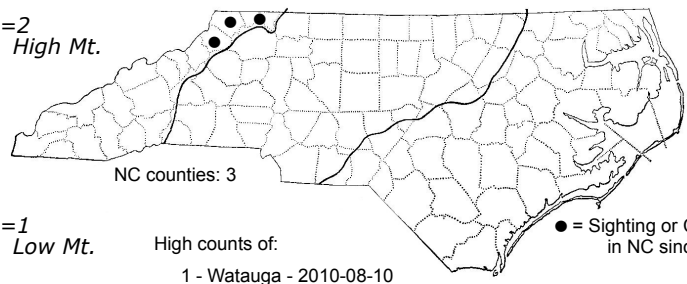 =2
High Mt.
NC counties: 3
=1
Low Mt.
High counts of:
1 - Watauga - 2010-08-10
● = Sighting or
in NC